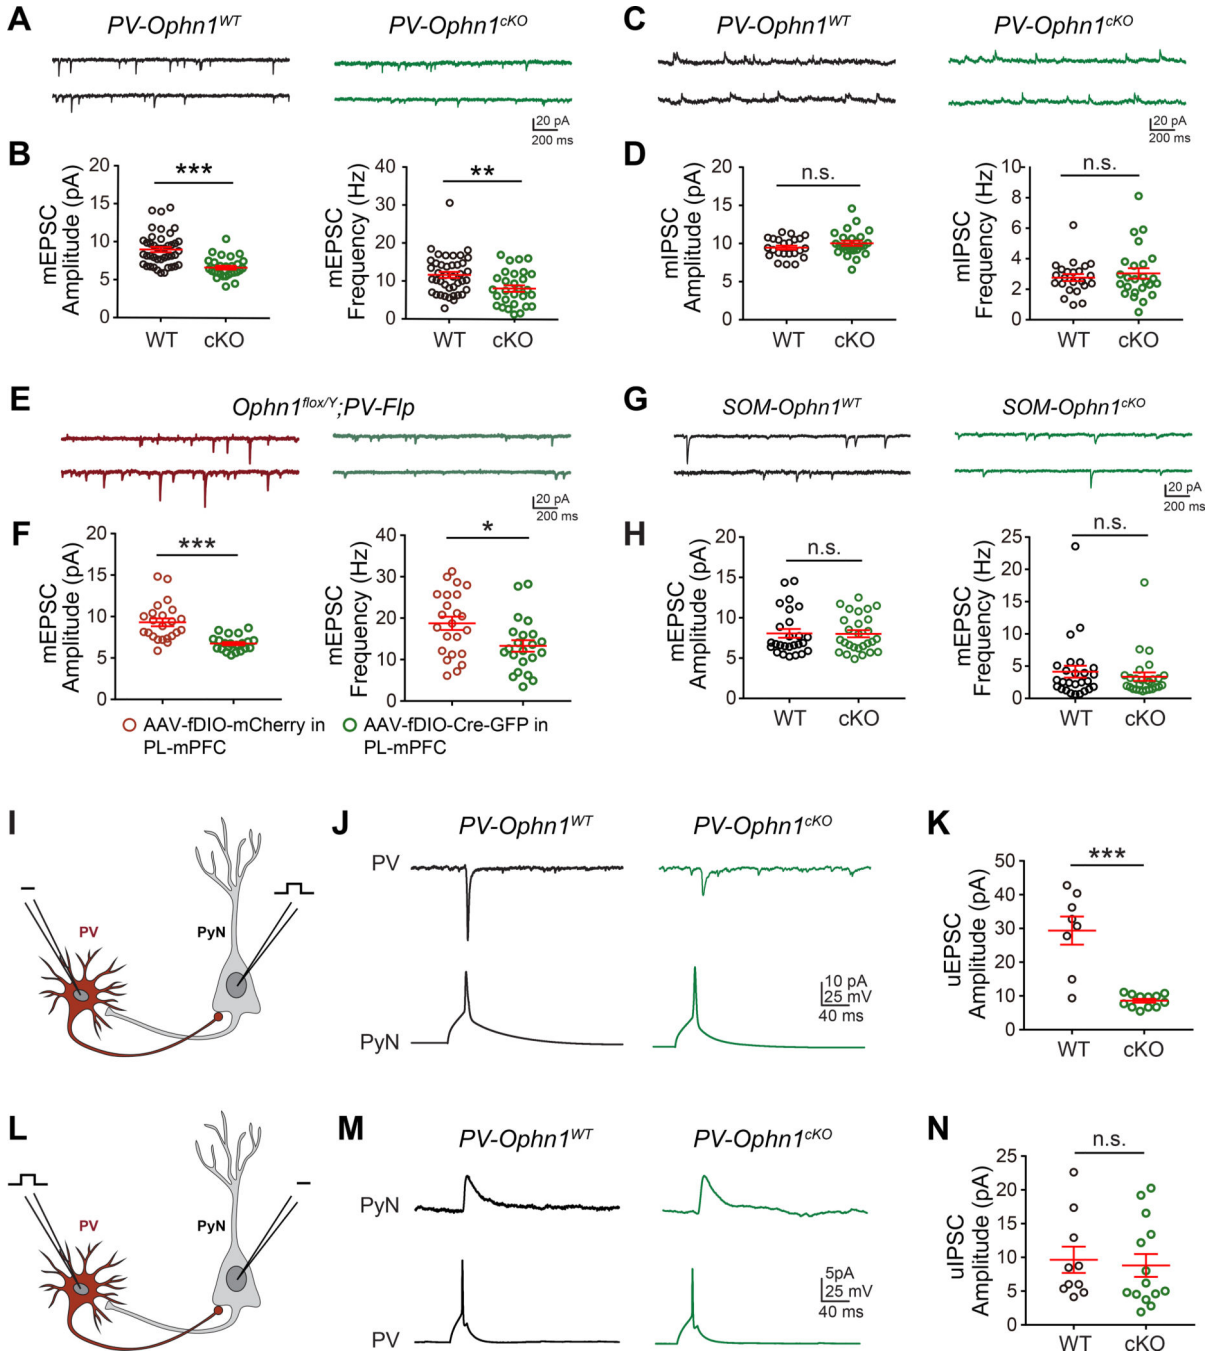 A
PV-Ophn1WT
PV-Ophn1cKO
20 pA
200 ms
B
mEPSC
Amplitude (pA)
20
15
10
5
0
***
WT
cKO
mEPSC
Frequency (Hz)
40
30
20
10
0
**
WT
cKO
C
PV-Ophn1WT
PV-Ophn1cKO
20 pA
200 ms
D
mIPSC
Amplitude (pA)
20
15
10
5
0
n.s.
WT
cKO
mIPSC
Frequency (Hz)
10
8
6
4
2
0
n.s.
WT
cKO
E
Ophn1flox/Y;PV-Flp
20 pA
200 ms
F
mEPSC
Amplitude (pA)
20
15
10
5
0
***
mEPSC
Frequency (Hz)
40
30
20
10
0
*
AAV-fDIO-mCherry in
PL-mPFC
AAV-fDIO-Cre-GFP in
PL-mPFC
G
SOM-Ophn1WT
SOM-Ophn1cKO
20 pA
200 ms
H
mEPSC
Amplitude (pA)
20
15
10
5
0
n.s.
WT
cKO
mEPSC
Frequency (Hz)
25
20
15
10
5
0
n.s.
WT
cKO
I
PV
PyN
J
PV-Ophn1WT
PV-Ophn1cKO
PV
PyN
10 pA
25 mV
40 ms
K
uEPSC
Amplitude (pA)
50
40
30
20
10
0
***
WT
cKO
L
PV
PyN
M
PV-Ophn1WT
PV-Ophn1cKO
PyN
PV
5pA
25 mV
40 ms
N
uIPSC
Amplitude (pA)
25
20
15
10
5
0
n.s.
WT
cKO